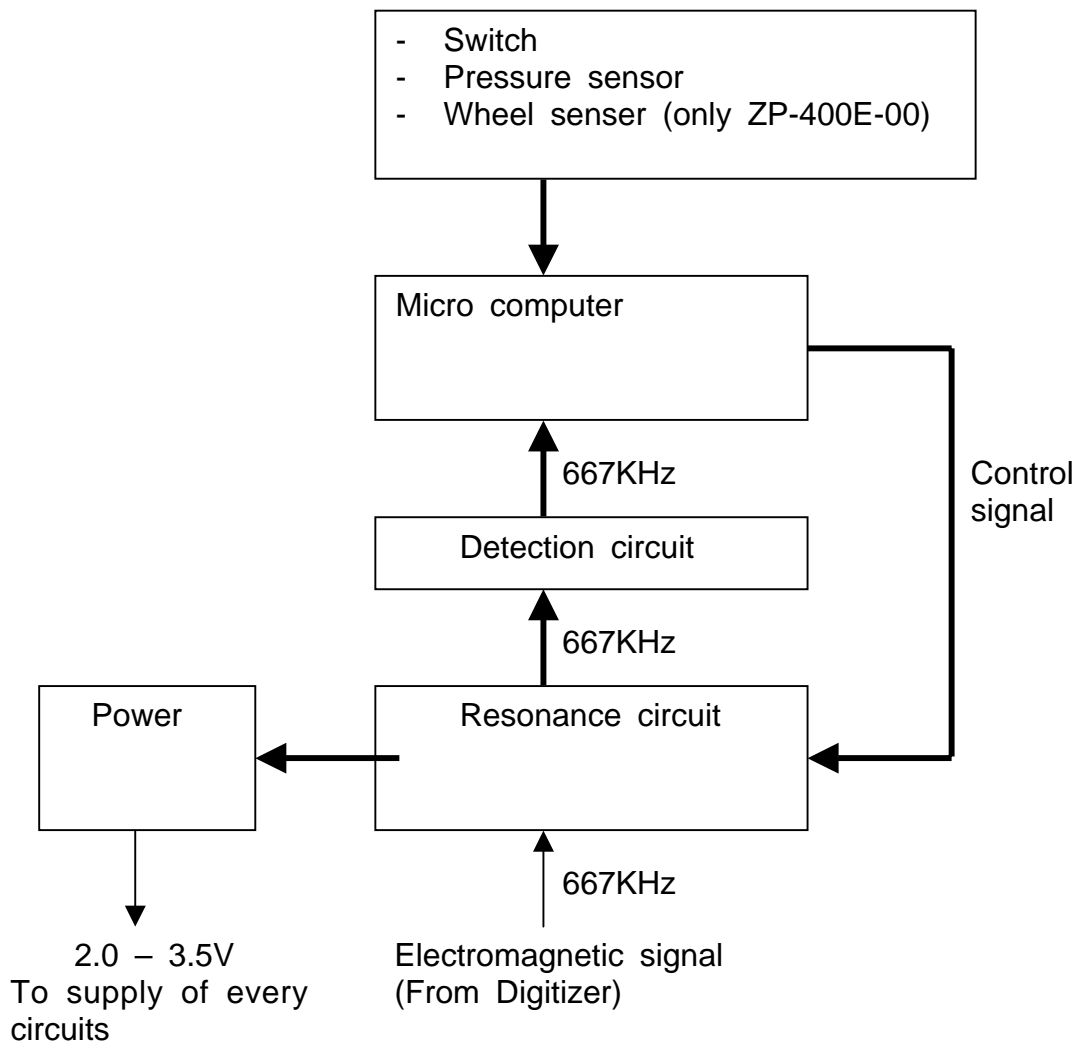 - Switch
- Pressure sensor
- Wheel senser (only ZP-400E-00)
Micro computer
667KHz
Control
signal
Detection circuit
667KHz
Power
Resonance circuit
667KHz
2.0 – 3.5V
To supply of every
circuits
Electromagnetic signal
(From Digitizer)